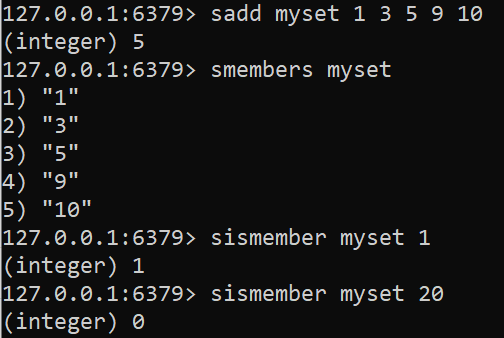 127.0.0.1:6379> sadd myset 1 3 5 9 10
(integer) 5
127.0.0.1:6379> smembers myset
1) "1"
2) "3"
3) "5"
4) "9"
5) "10"
127.0.0.1:6379> sismember myset 1
(integer) 1
127.0.0.1:6379> sismember myset 20
(integer) 0